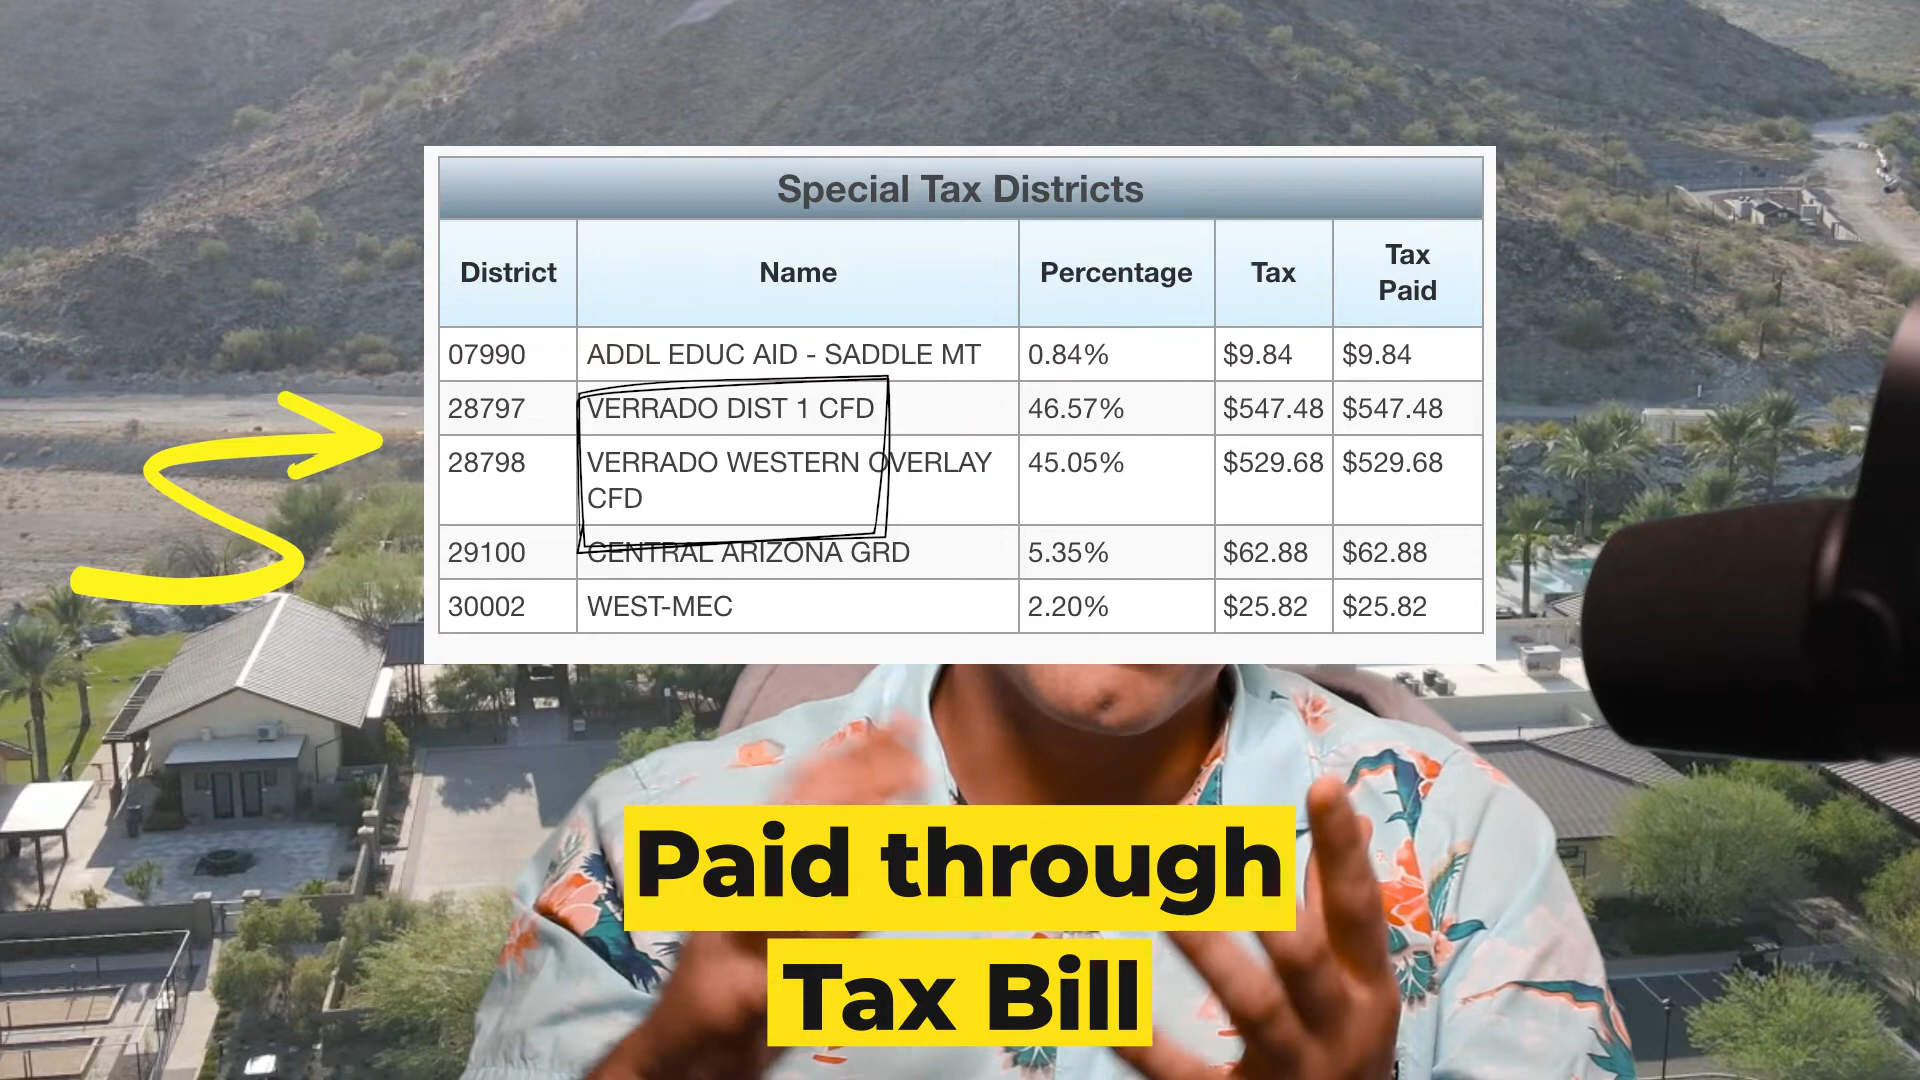 Special Tax Districts
District Name Percentage Tax Tax Paid
07990 ADDL EDUC AID - SADDLE MT 0.84% $9.84 $9.84
28797 VERRADO DIST 1 CFD 46.57% $547.48 $547.48
28798 VERRADO WESTERN OVERLAY CFD 45.05% $529.68 $529.68
29100 CENTRAL ARIZONA GRD 5.35% $62.88 $62.88
30002 WEST-MEC 2.20% $25.82 $25.82
Paid through
Tax Bill